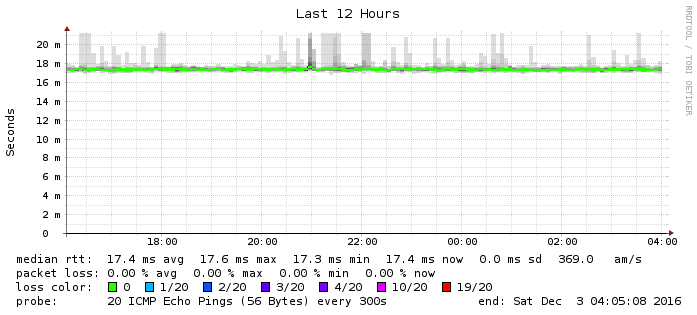 Last 12 Hours
RRDTOOL / TOBI OETIKER
Seconds
20 m
18 m
16 m
14 m
12 m
10 m
8 m
6 m
4 m
2 m
0
18:00 20:00 22:00 00:00 02:00 04:00
median rtt: 17.4 ms avg 17.6 ms max 17.3 ms min 17.4 ms now 0.0 ms sd 369.0 am/s
packet loss: 0.00 % avg 0.00 % max 0.00 % min 0.00 % now
loss color: 0 1/20 2/20 3/20 4/20 10/20 19/20
probe: 20 ICMP Echo Pings (56 Bytes) every 300s end: Sat Dec 3 04:05:08 2016